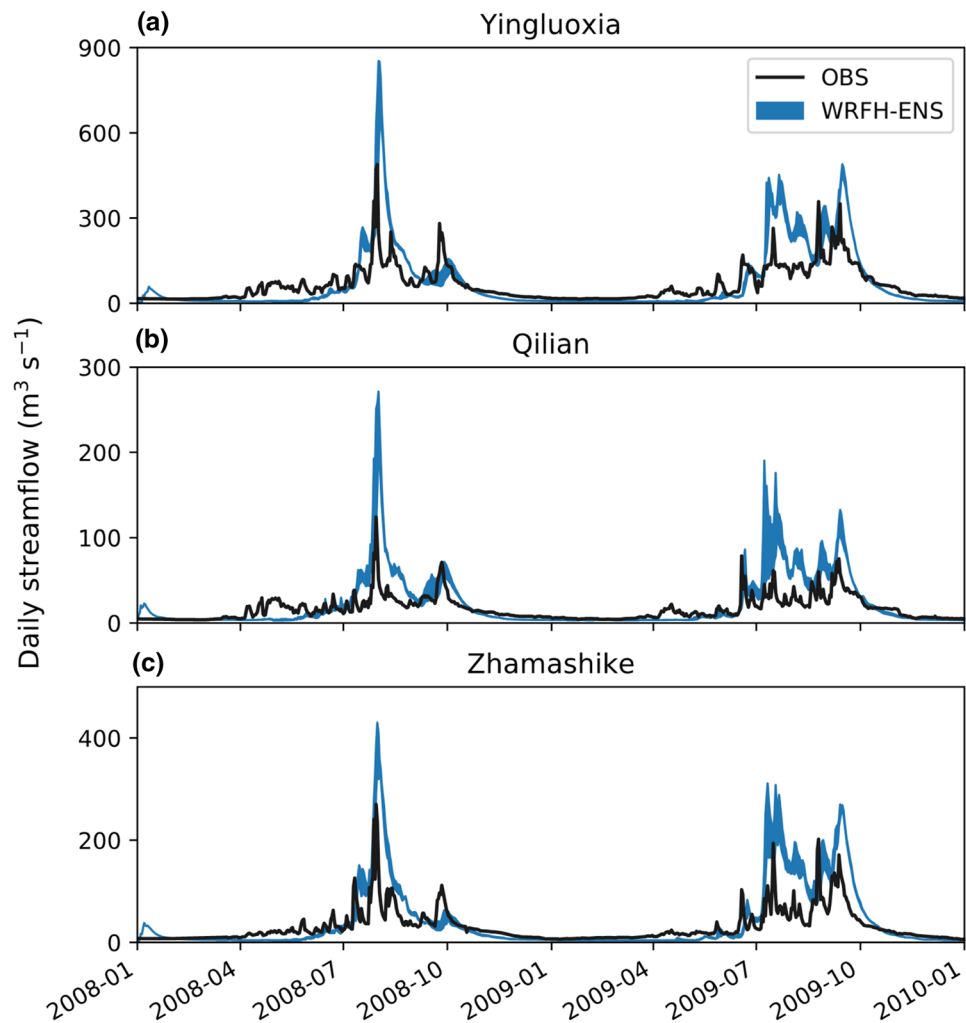 (a) Yingluoxia
900
600
300
0
OBS
WRFH-ENS
(b) Qilian
300
200
100
0
Daily streamflow (m³ s⁻¹)
(c) Zhamashike
400
200
0
2008-01 2008-04 2008-07 2008-10 2009-01 2009-04 2009-07 2009-10 2010-01